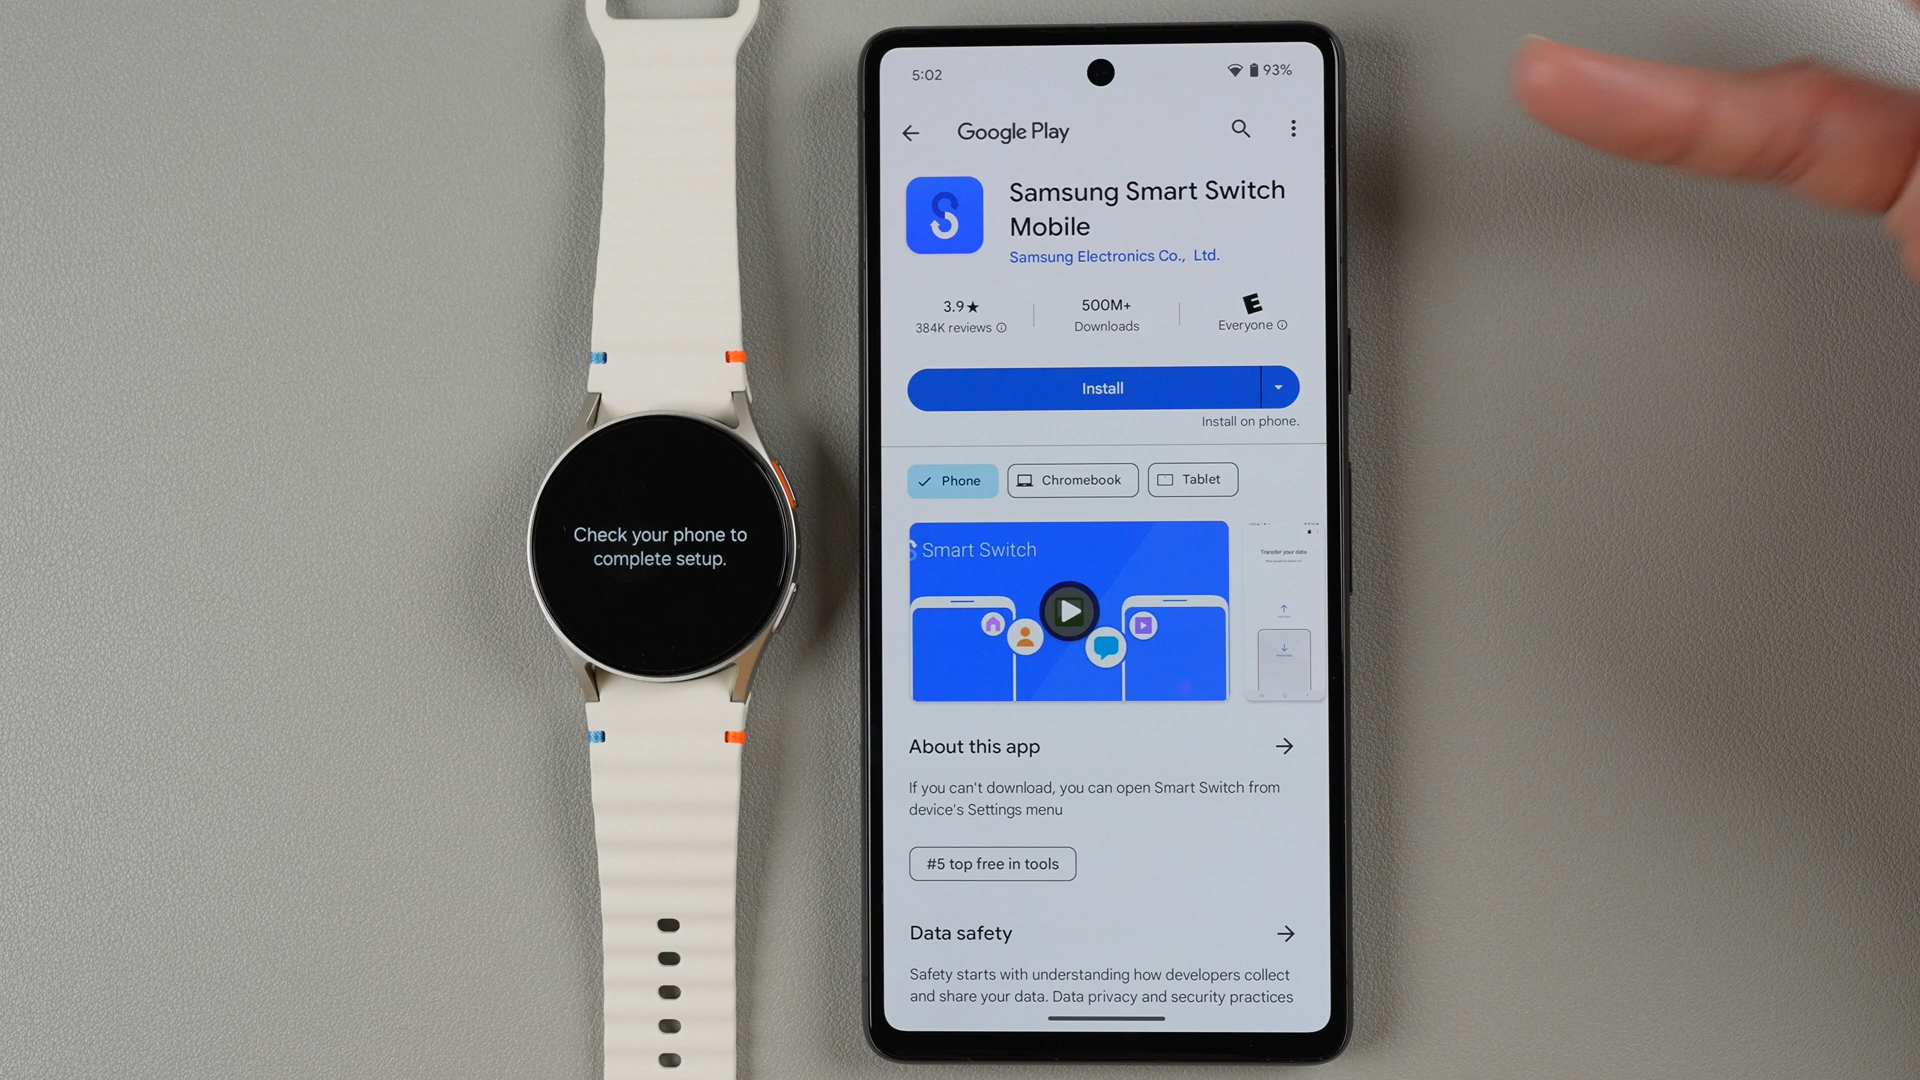 Check your phone to
complete setup.
5:02
93%
Google Play
Samsung Smart Switch
Mobile
Samsung Electronics Co., Ltd.
3.9★
384K reviews
500M+
Downloads
E
Everyone
Install
Install on phone.
Phone
Chromebook
Tablet
Smart Switch
Transfer your data
About this app
If you can't download, you can open Smart Switch from
device's Settings menu
#5 top free in tools
Data safety
Safety starts with understanding how developers collect
and share your data. Data privacy and security practices